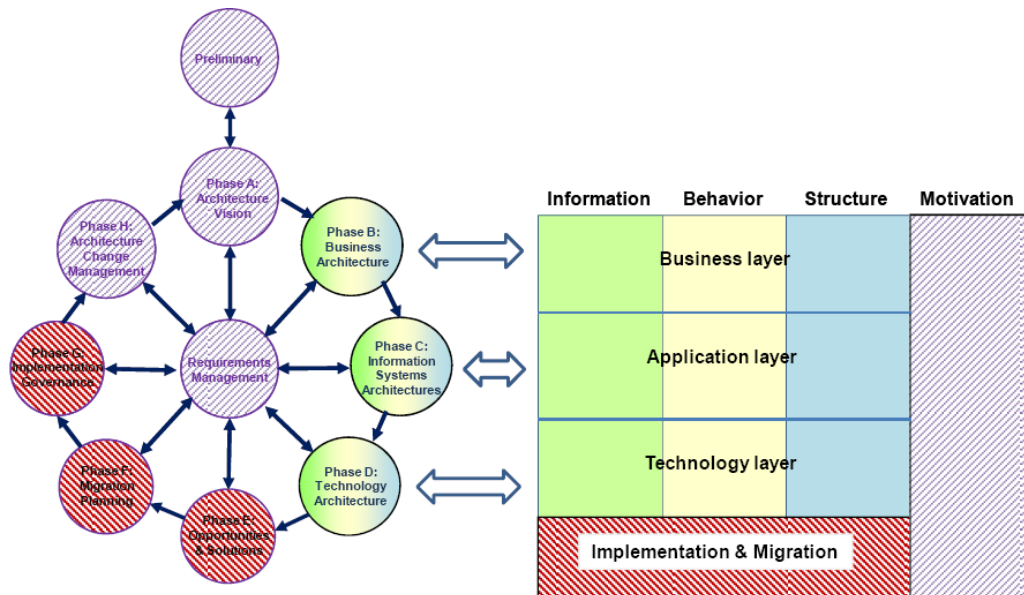 Preliminary
Phase A:
Architecture
Vision
Phase H:
Architecture
Change
Management
Phase B:
Business
Architecture
Phase G:
Implementation
Governance
Requirements
Management
Phase C:
Information
Systems
Architectures
Phase F:
Migration
Planning
Phase D:
Technology
Architecture
Phase E:
Opportunities
& Solutions
Information Behavior Structure Motivation
Business layer
Application layer
Technology layer
Implementation & Migration